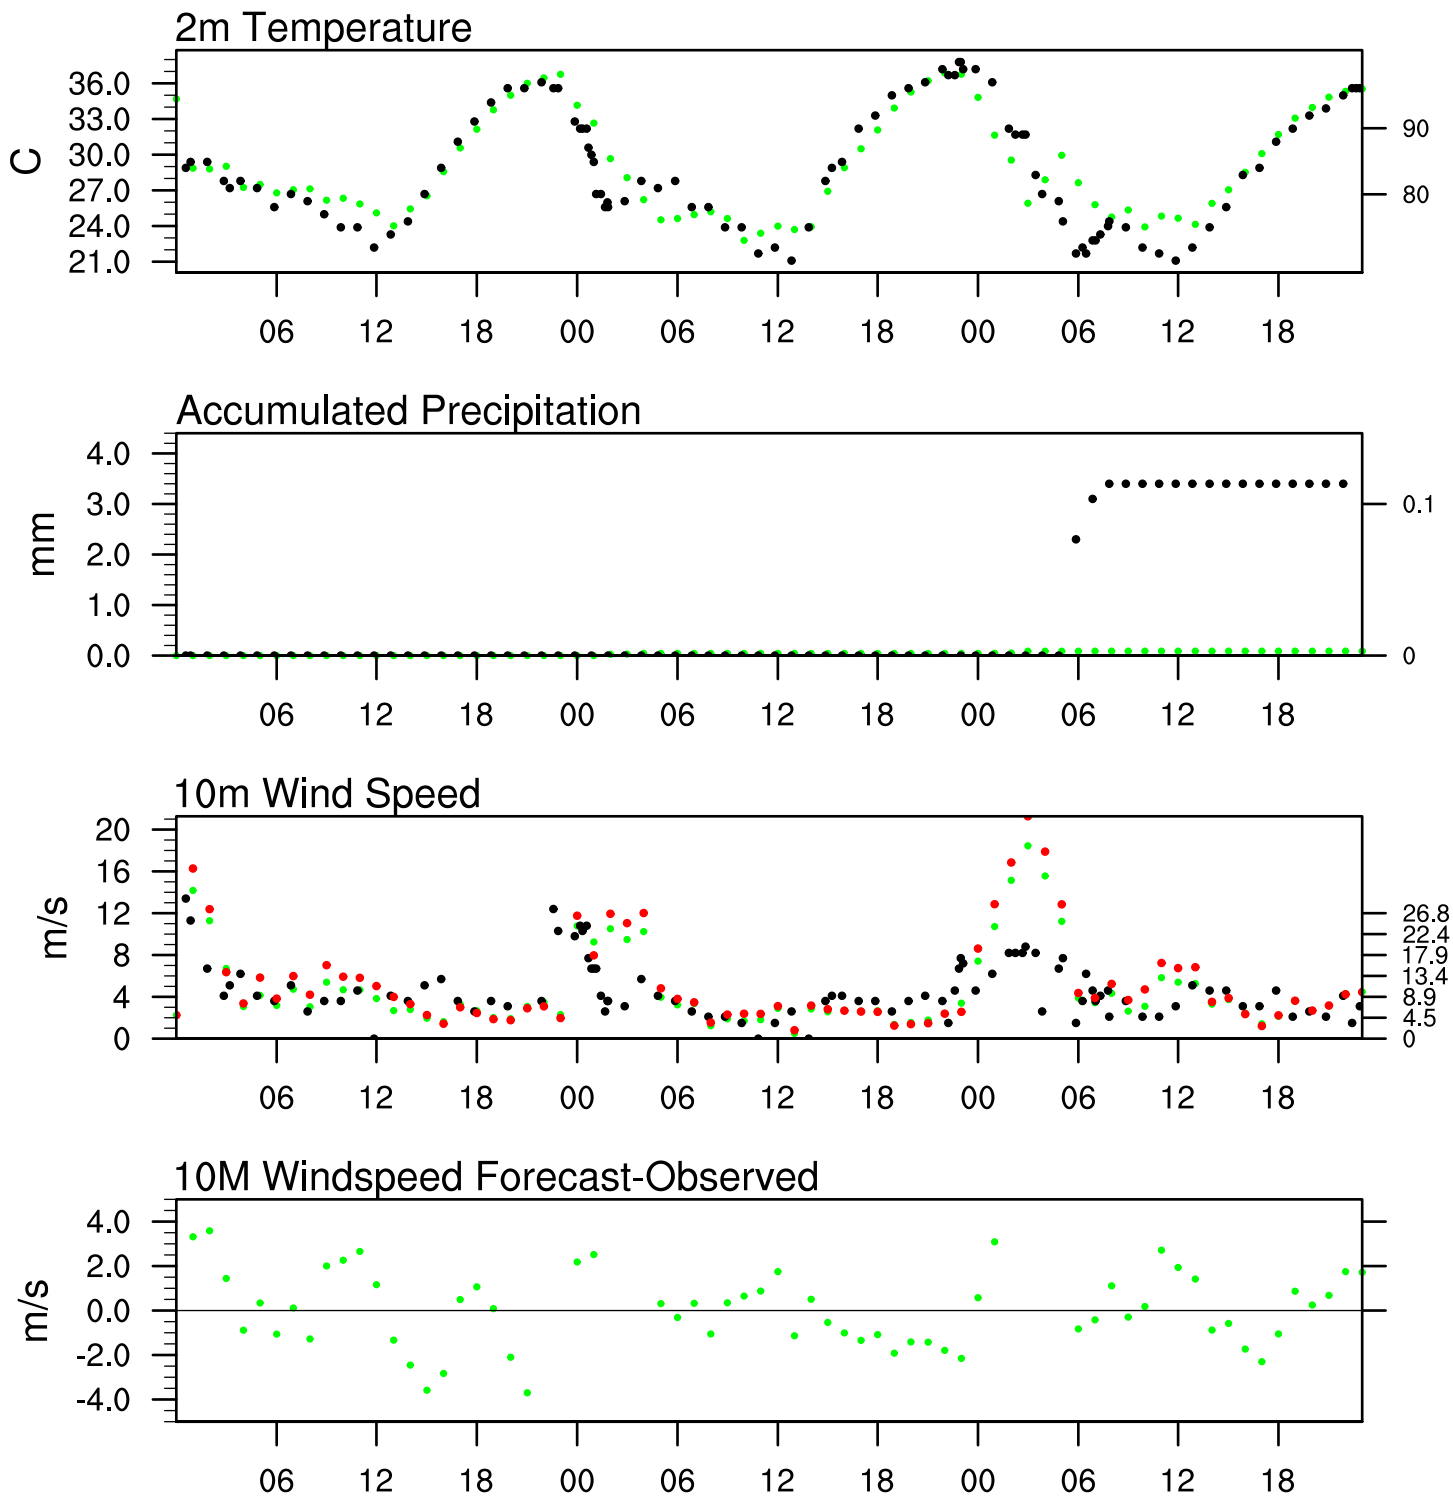 2m Temperature
C
36.0
33.0
30.0
27.0
24.0
21.0
90
80
06 12 18 00 06 12 18 00 06 12 18
Accumulated Precipitation
mm
4.0
3.0
2.0
1.0
0.0
0.1
0
06 12 18 00 06 12 18 00 06 12 18
10m Wind Speed
m/s
20
16
12
8
4
0
26.8
22.4
17.9
13.4
8.9
4.5
0
06 12 18 00 06 12 18 00 06 12 18
10M Windspeed Forecast-Observed
m/s
4.0
2.0
0.0
-2.0
-4.0
06 12 18 00 06 12 18 00 06 12 18